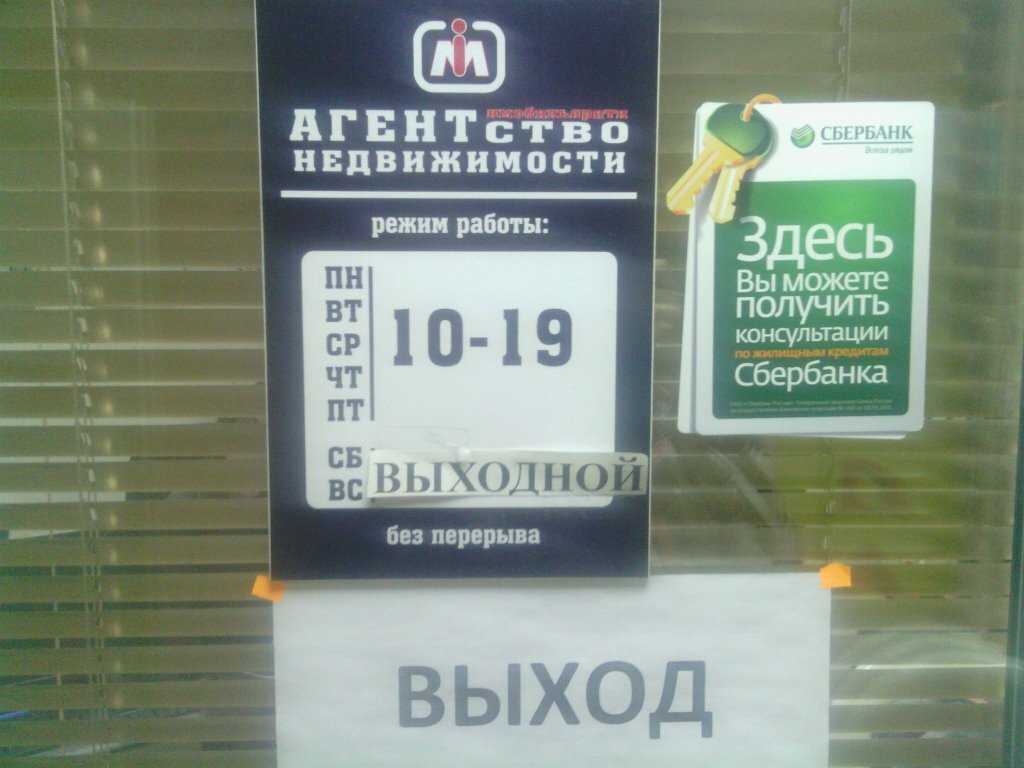 iM
АГЕНТСТВО
НЕДВИЖИМОСТИ
режим работы:
ПН
ВТ
СР
ЧТ
ПТ
10-19
СБ
ВС
ВЫХОДНОЙ
без перерыва
ВЫХОД
СБЕРБАНК
Всегда рядом
Здесь
Вы можете
получить
консультации
по жилищным кредитам
Сбербанка